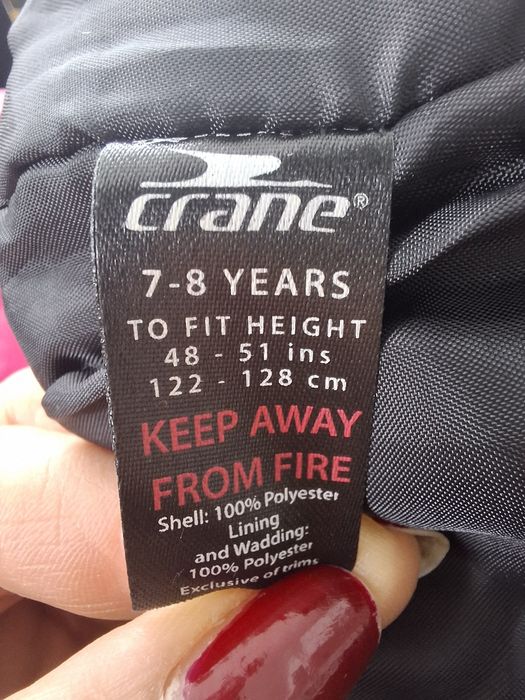 crane®
7-8 YEARS
TO FIT HEIGHT
48 - 51 ins
122 - 128 cm
KEEP AWAY
FROM FIRE
Shell: 100% Polyester
Lining
and Wadding:
100% Polyester
Exclusive of trims